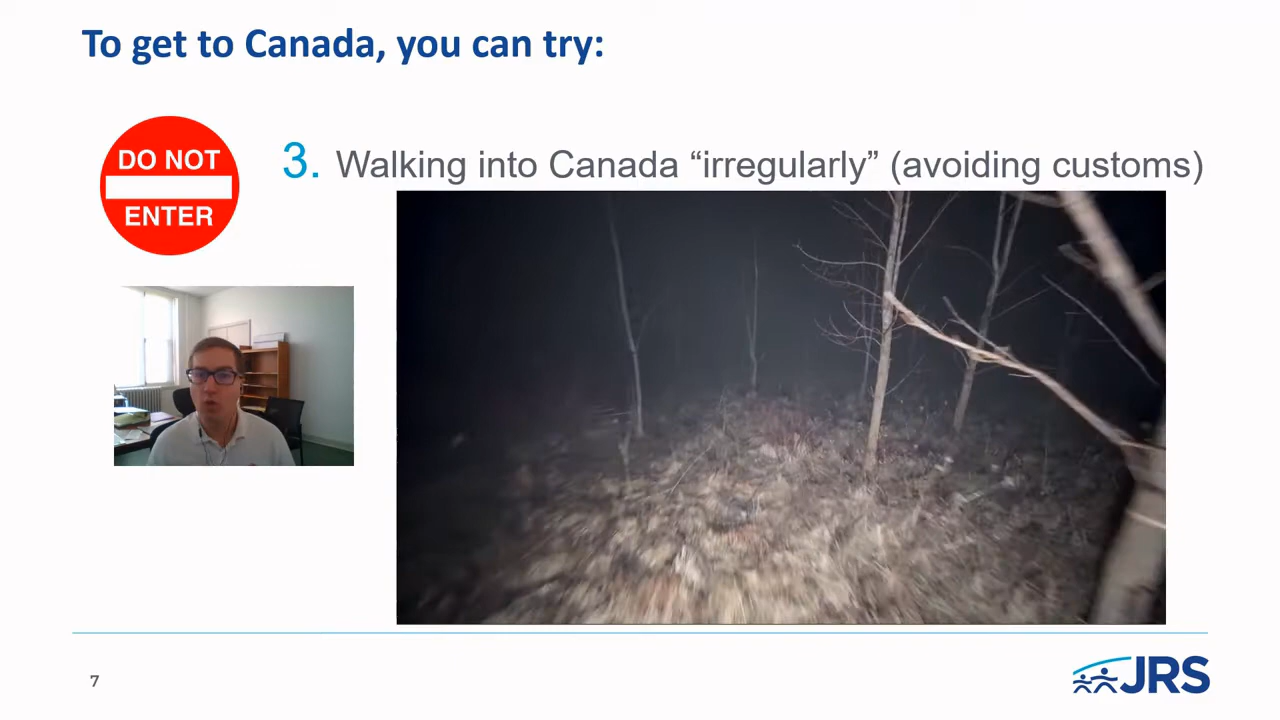 To get to Canada, you can try:
DO NOT
ENTER
3. Walking into Canada “irregularly” (avoiding customs)
7
JRS